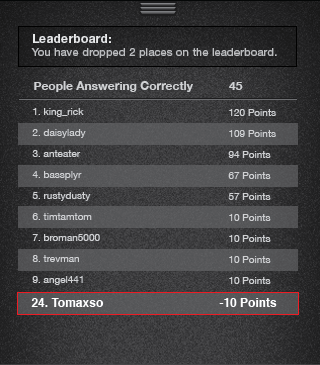 Leaderboard:
You have dropped 2 places on the leaderboard.
People Answering Correctly 45
1. king_rick 120 Points
2. daisylady 109 Points
3. anteater 94 Points
4. bassplyr 67 Points
5. rustydusty 57 Points
6. timtamtom 10 Points
7. broman5000 10 Points
8. trevman 10 Points
9. angel441 10 Points
24. Tomaxso -10 Points